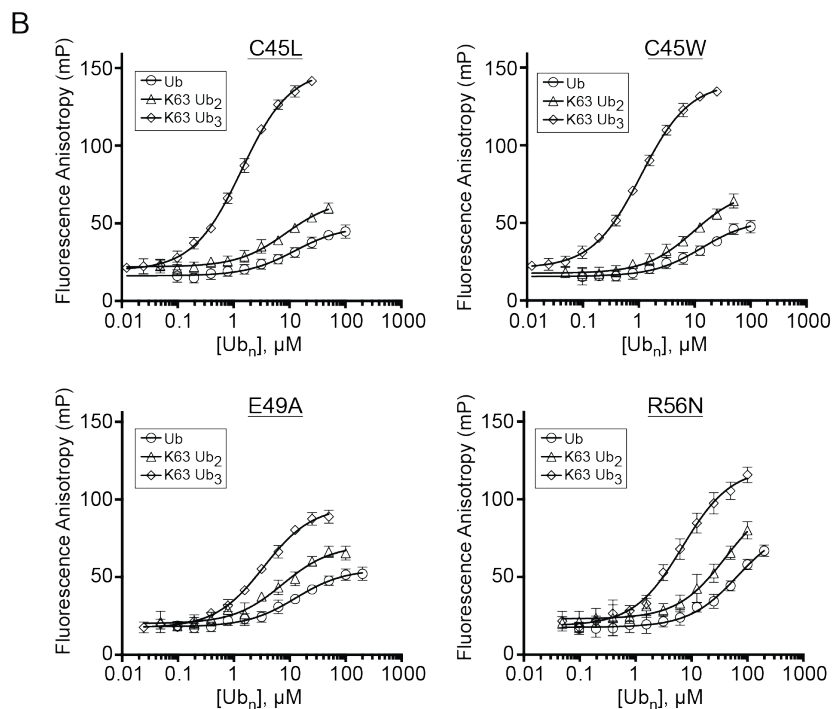 B
C45L
Fluorescence Anisotropy (mP)
150
100
50
0
Ub
K63 Ub2
K63 Ub3
0.01 0.1 1 10 100 1000
[Ubn], µM
C45W
Fluorescence Anisotropy (mP)
150
100
50
0
Ub
K63 Ub2
K63 Ub3
0.01 0.1 1 10 100 1000
[Ubn], µM
E49A
Fluorescence Anisotropy (mP)
150
100
50
0
Ub
K63 Ub2
K63 Ub3
0.01 0.1 1 10 100 1000
[Ubn], µM
R56N
Fluorescence Anisotropy (mP)
150
100
50
0
Ub
K63 Ub2
K63 Ub3
0.01 0.1 1 10 100 1000
[Ubn], µM